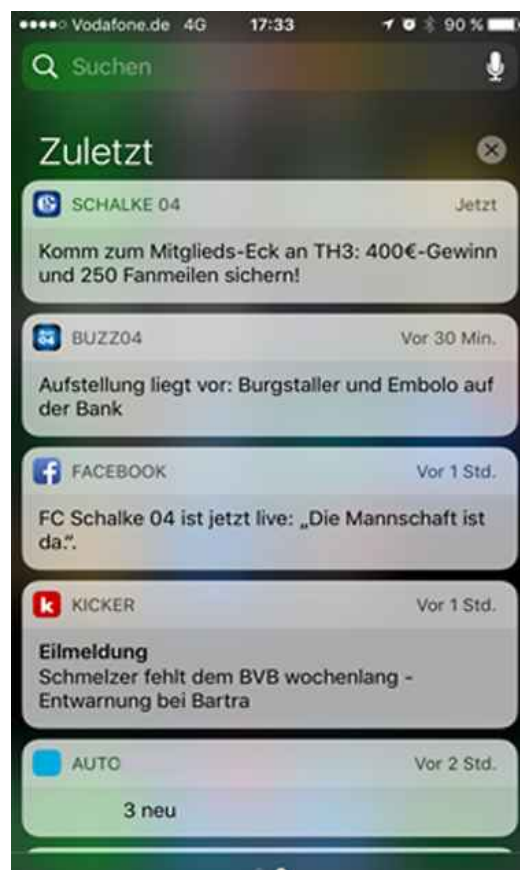 Vodafone.de 4G 17:33 90 %
Suchen
Zuletzt
SCHALKE 04 Jetzt
Komm zum Mitglieds-Eck an TH3: 400€-Gewinn
und 250 Fanmeilen sichern!
BUZZ04 Vor 30 Min.
Aufstellung liegt vor: Burgstaller und Embolo auf
der Bank
FACEBOOK Vor 1 Std.
FC Schalke 04 ist jetzt live: „Die Mannschaft ist
da.“.
KICKER Vor 1 Std.
Eilmeldung
Schmelzer fehlt dem BVB wochenlang -
Entwarnung bei Bartra
AUTO Vor 2 Std.
3 neu